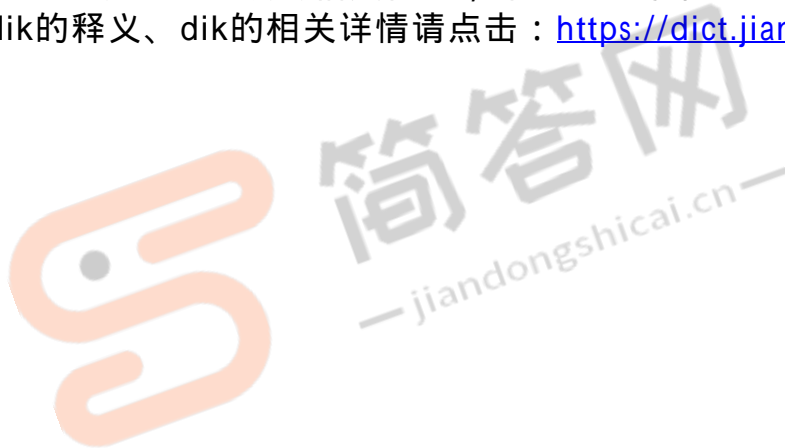 dik的释义、dik的相关详情请点击：https://dict.jian
简答网
— jiandongshicai.cn —